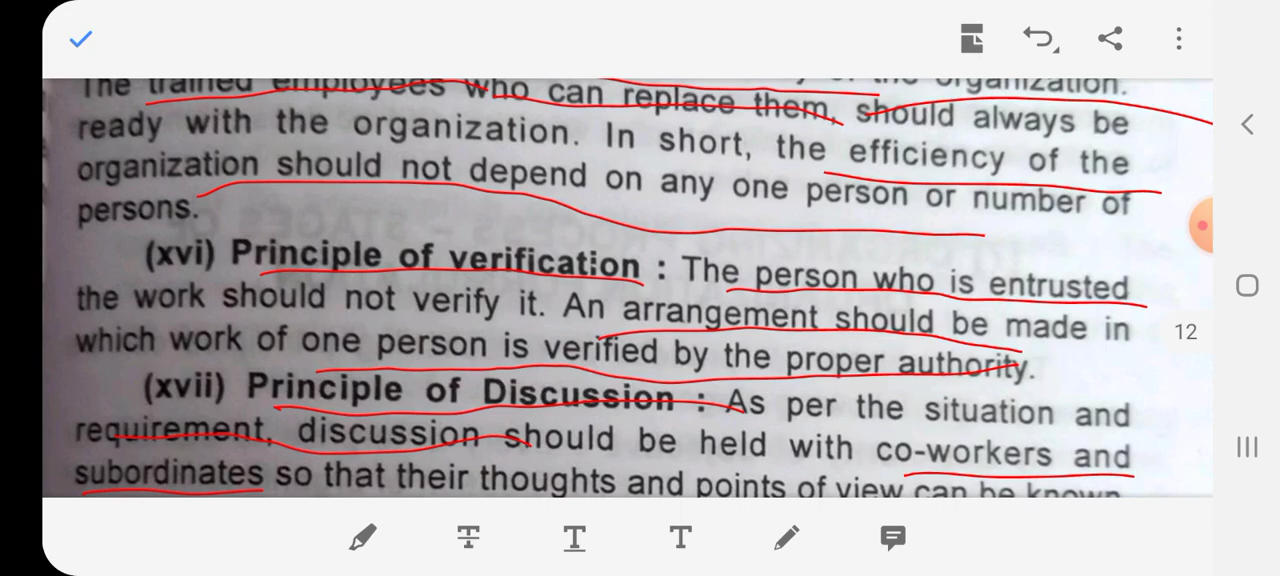 The trained employees who can replace them, should always be
ready with the organization. In short, the efficiency of the
organization should not depend on any one person or number of
persons.
(xvi) Principle of verification : The person who is entrusted
the work should not verify it. An arrangement should be made in
which work of one person is verified by the proper authority.
(xvii) Principle of Discussion : As per the situation and
requirement, discussion should be held with co-workers and
subordinates so that their thoughts and points of view can be known
12